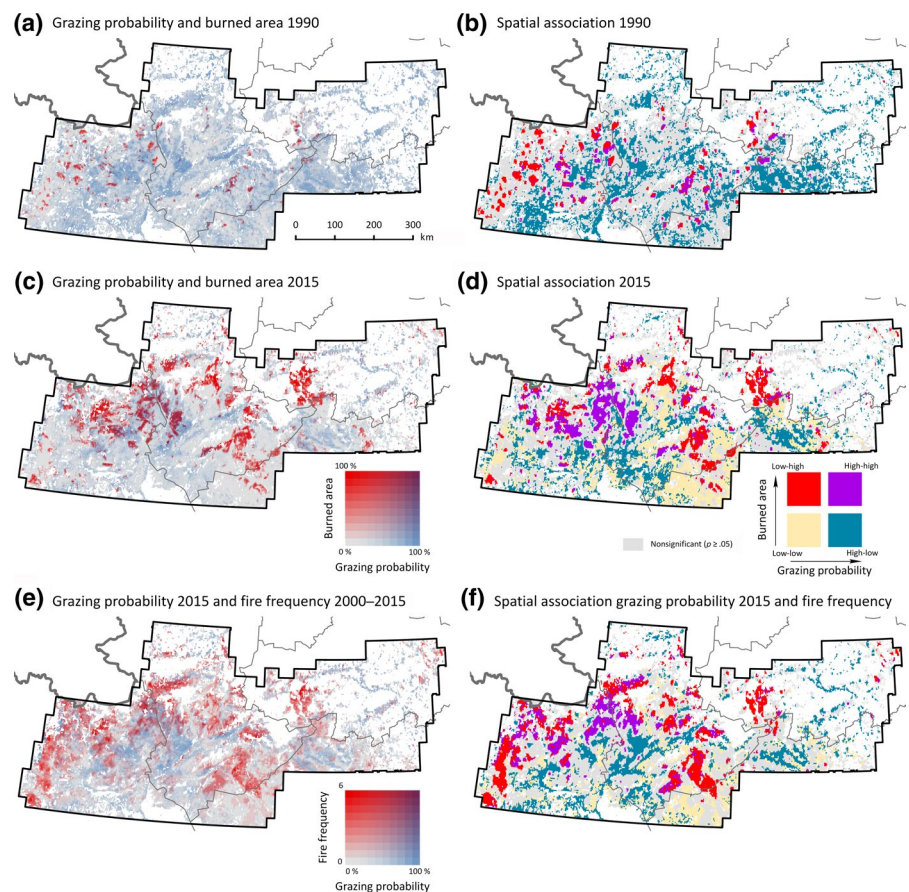 (a) Grazing probability and burned area 1990
(b) Spatial association 1990
0 100 200 300
km
(c) Grazing probability and burned area 2015
(d) Spatial association 2015
100 %
Burned area
0 %
0 % 100 %
Grazing probability
Nonsignificant (p ≥ .05)
Low-high High-high
Burned area
Low-low High-low
Grazing probability
(e) Grazing probability 2015 and fire frequency 2000–2015
(f) Spatial association grazing probability 2015 and fire frequency
6
Fire frequency
0
0 % 100 %
Grazing probability